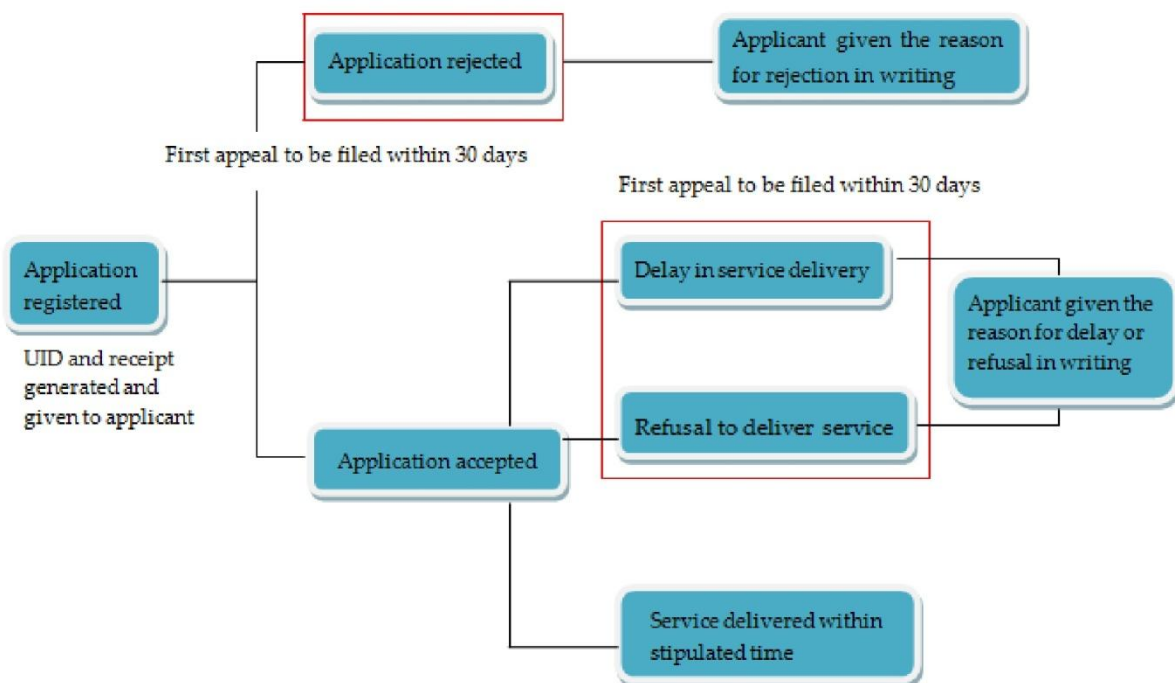 Application rejected
Applicant given the reason
for rejection in writing
First appeal to be filed within 30 days
First appeal to be filed within 30 days
Application
registered
UID and receipt
generated and
given to applicant
Delay in service delivery
Applicant given the
reason for delay or
refusal in writing
Refusal to deliver service
Application accepted
Service delivered within
stipulated time